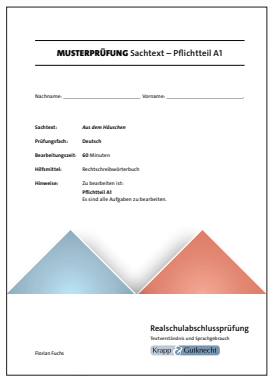 MUSTERPRÜFUNG Sachtext – Pflichtteil A1
Nachname: Vorname:
Sachtext: Aus dem Häuschen
Prüfungsfach: Deutsch
Bearbeitungszeit: 60 Minuten
Hilfsmittel: Rechtschreibwörterbuch
Hinweise: Zu bearbeiten ist:
Pflichtteil A1
Es sind alle Aufgaben zu bearbeiten.
Realschulabschlussprüfung
Textverständnis und Sprachgebrauch
Krapp & Gutknecht
Florian Fuchs